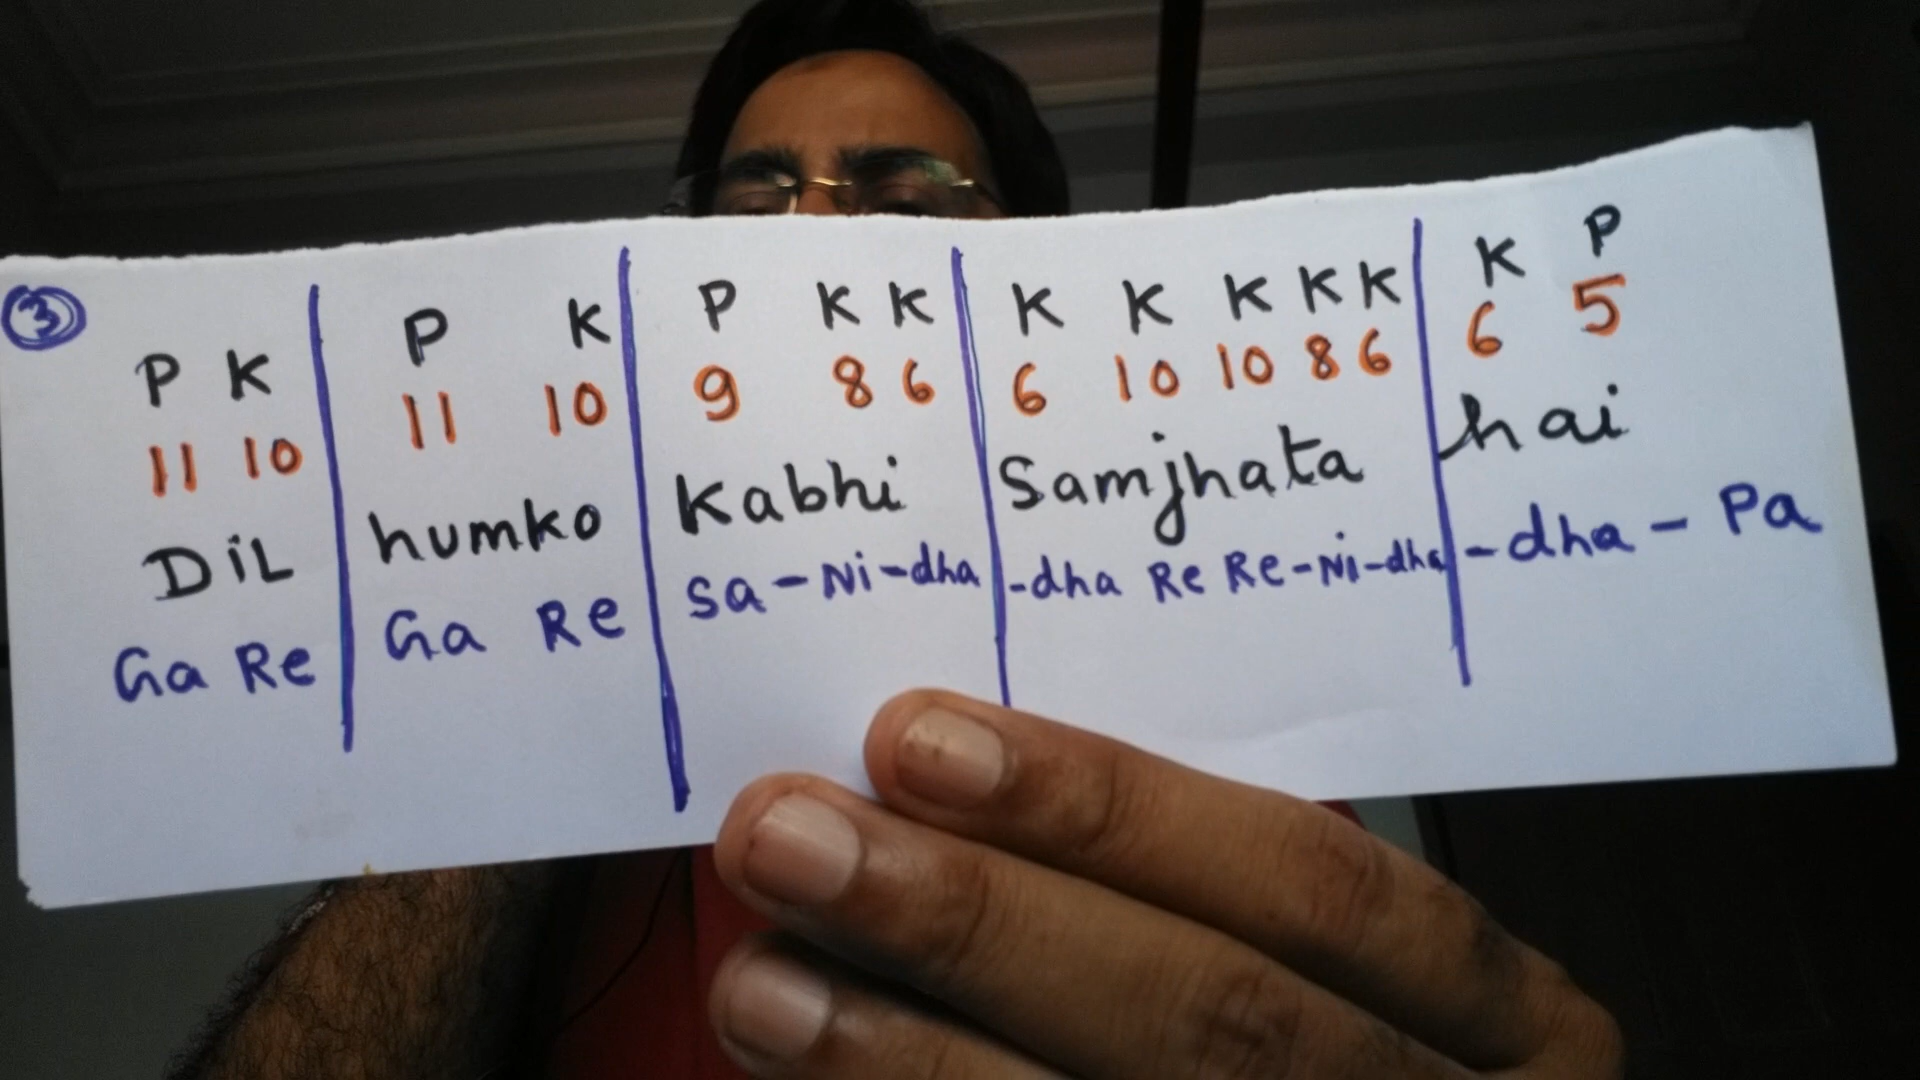 3
P K | P K | P K K | K K K K K | K P
11 10 | 11 10 | 9 8 6 | 6 10 10 8 6 | 6 5
DiL | humko | Kabhi | Samjhata | hai
Ga Re | Ga Re | Sa - Ni - dha | - dha Re Re - Ni - dha | - dha - Pa